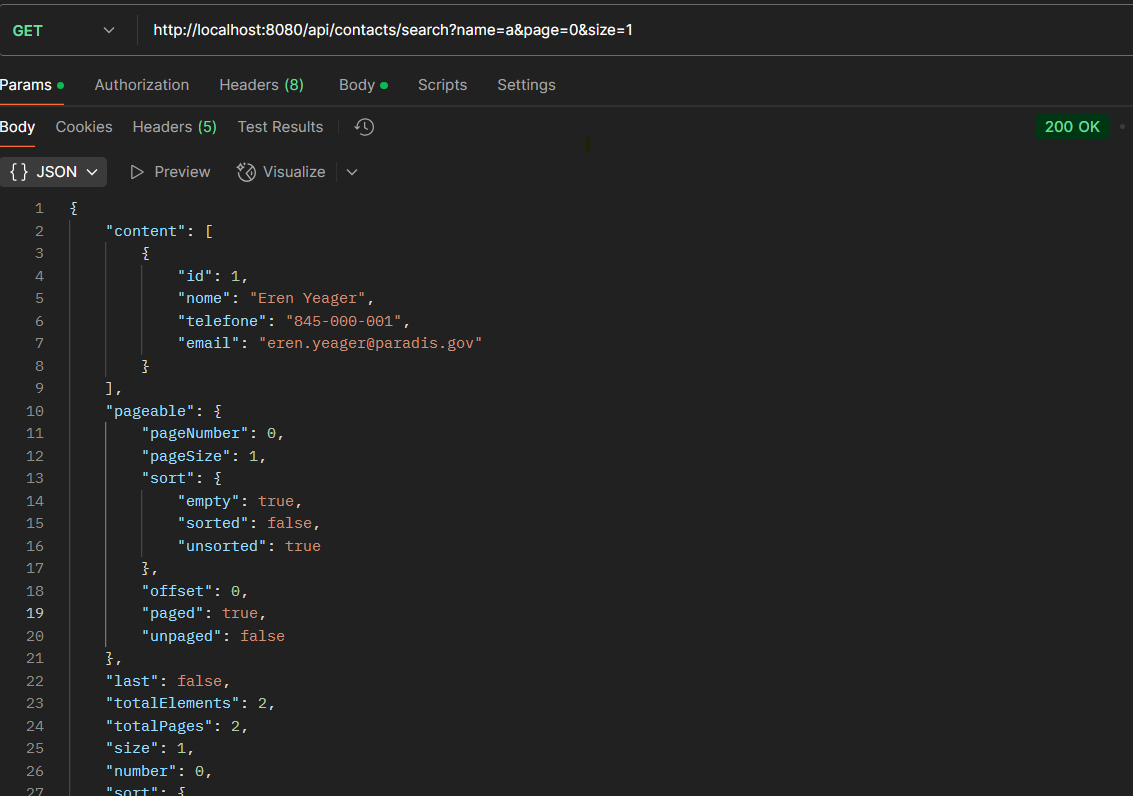 GET http://localhost:8080/api/contacts/search?name=a&page=0&size=1
Params Authorization Headers (8) Body Scripts Settings
Body Cookies Headers (5) Test Results 200 OK
{} JSON Preview Visualize
1 {
2 "content": [
3 {
4 "id": 1,
5 "nome": "Eren Yeager",
6 "telefone": "845-000-001",
7 "email": "eren.yeager@paradis.gov"
8 }
9 ],
10 "pageable": {
11 "pageNumber": 0,
12 "pageSize": 1,
13 "sort": {
14 "empty": true,
15 "sorted": false,
16 "unsorted": true
17 },
18 "offset": 0,
19 "paged": true,
20 "unpaged": false
21 },
22 "last": false,
23 "totalElements": 2,
24 "totalPages": 2,
25 "size": 1,
26 "number": 0,
27 "sort": {